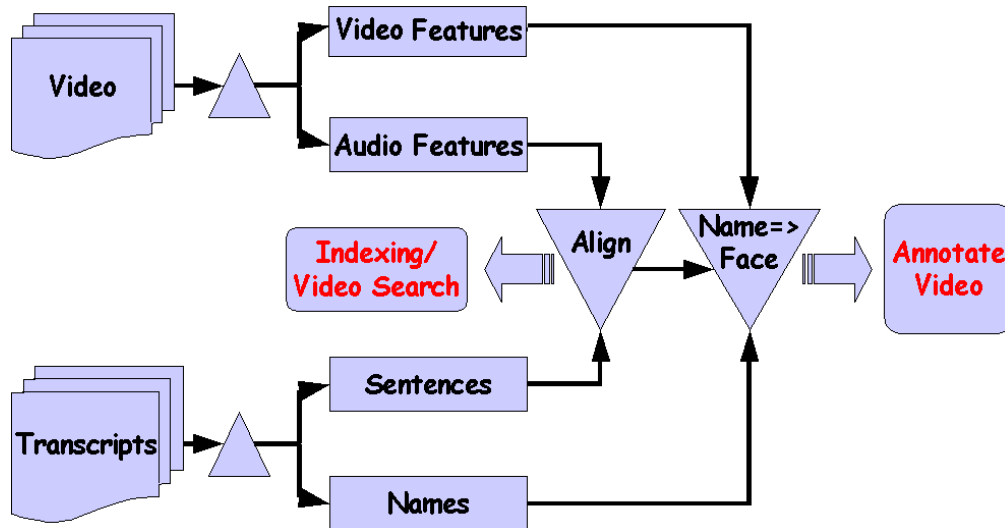 Video Features
Video
Audio Features
Name=>
Face
Align
Indexing/
Video Search
Annotate
Video
Sentences
Transcripts
Names